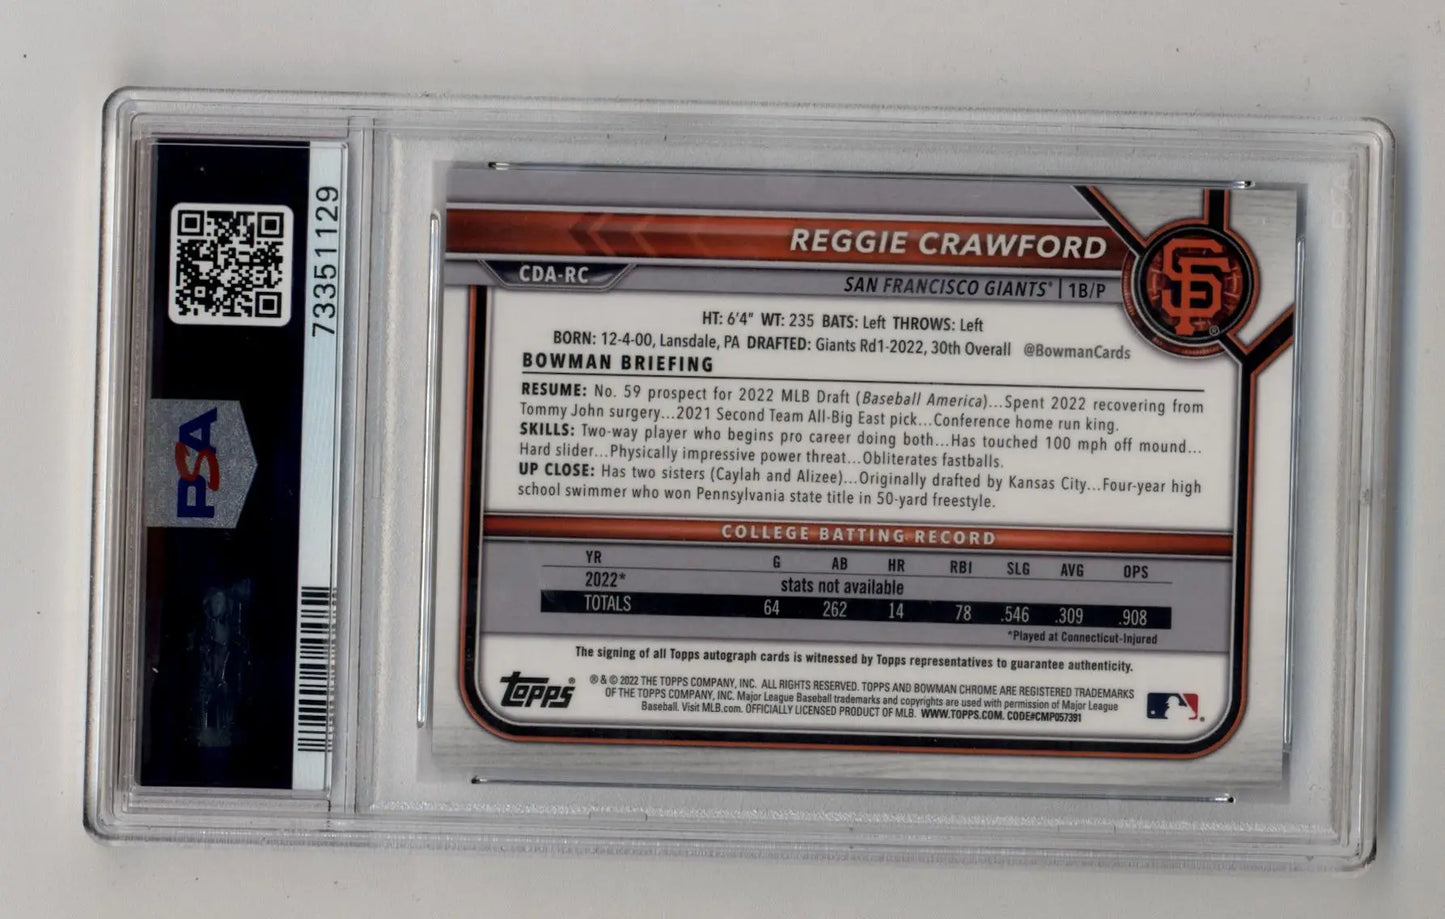 73351129
PSA
REGGIE CRAWFORD
CDA-RC
SAN FRANCISCO GIANTS® | 1B/P
SF®
HT: 6'4" WT: 235 BATS: Left THROWS: Left
BORN: 12-4-00, Lansdale, PA DRAFTED: Giants Rd1-2022, 30th Overall @BowmanCards
BOWMAN BRIEFING
RESUME: No. 59 prospect for 2022 MLB Draft (Baseball America)...Spent 2022 recovering from
Tommy John surgery...2021 Second Team All-Big East pick...Conference home run king.
SKILLS: Two-way player who begins pro career doing both...Has touched 100 mph off mound...
Hard slider...Physically impressive power threat...Obliterates fastballs.
UP CLOSE: Has two sisters (Caylah and Alizee)...Originally drafted by Kansas City...Four-year high
school swimmer who won Pennsylvania state title in 50-yard freestyle.
COLLEGE BATTING RECORD
YR G AB HR RBI SLG AVG OPS
2022* stats not available
TOTALS 64 262 14 78 .546 .309 .908
*Played at Connecticut-Injured
The signing of all Topps autograph cards is witnessed by Topps representatives to guarantee authenticity.
Topps®
® & © 2022 THE TOPPS COMPANY, INC. ALL RIGHTS RESERVED. TOPPS AND BOWMAN CHROME ARE REGISTERED TRADEMARKS
OF THE TOPPS COMPANY, INC. Major League Baseball trademarks and copyrights are used with permission of Major League
Baseball. Visit MLB.com. OFFICIALLY LICENSED PRODUCT OF MLB. WWW.TOPPS.COM. CODE#CMP057391